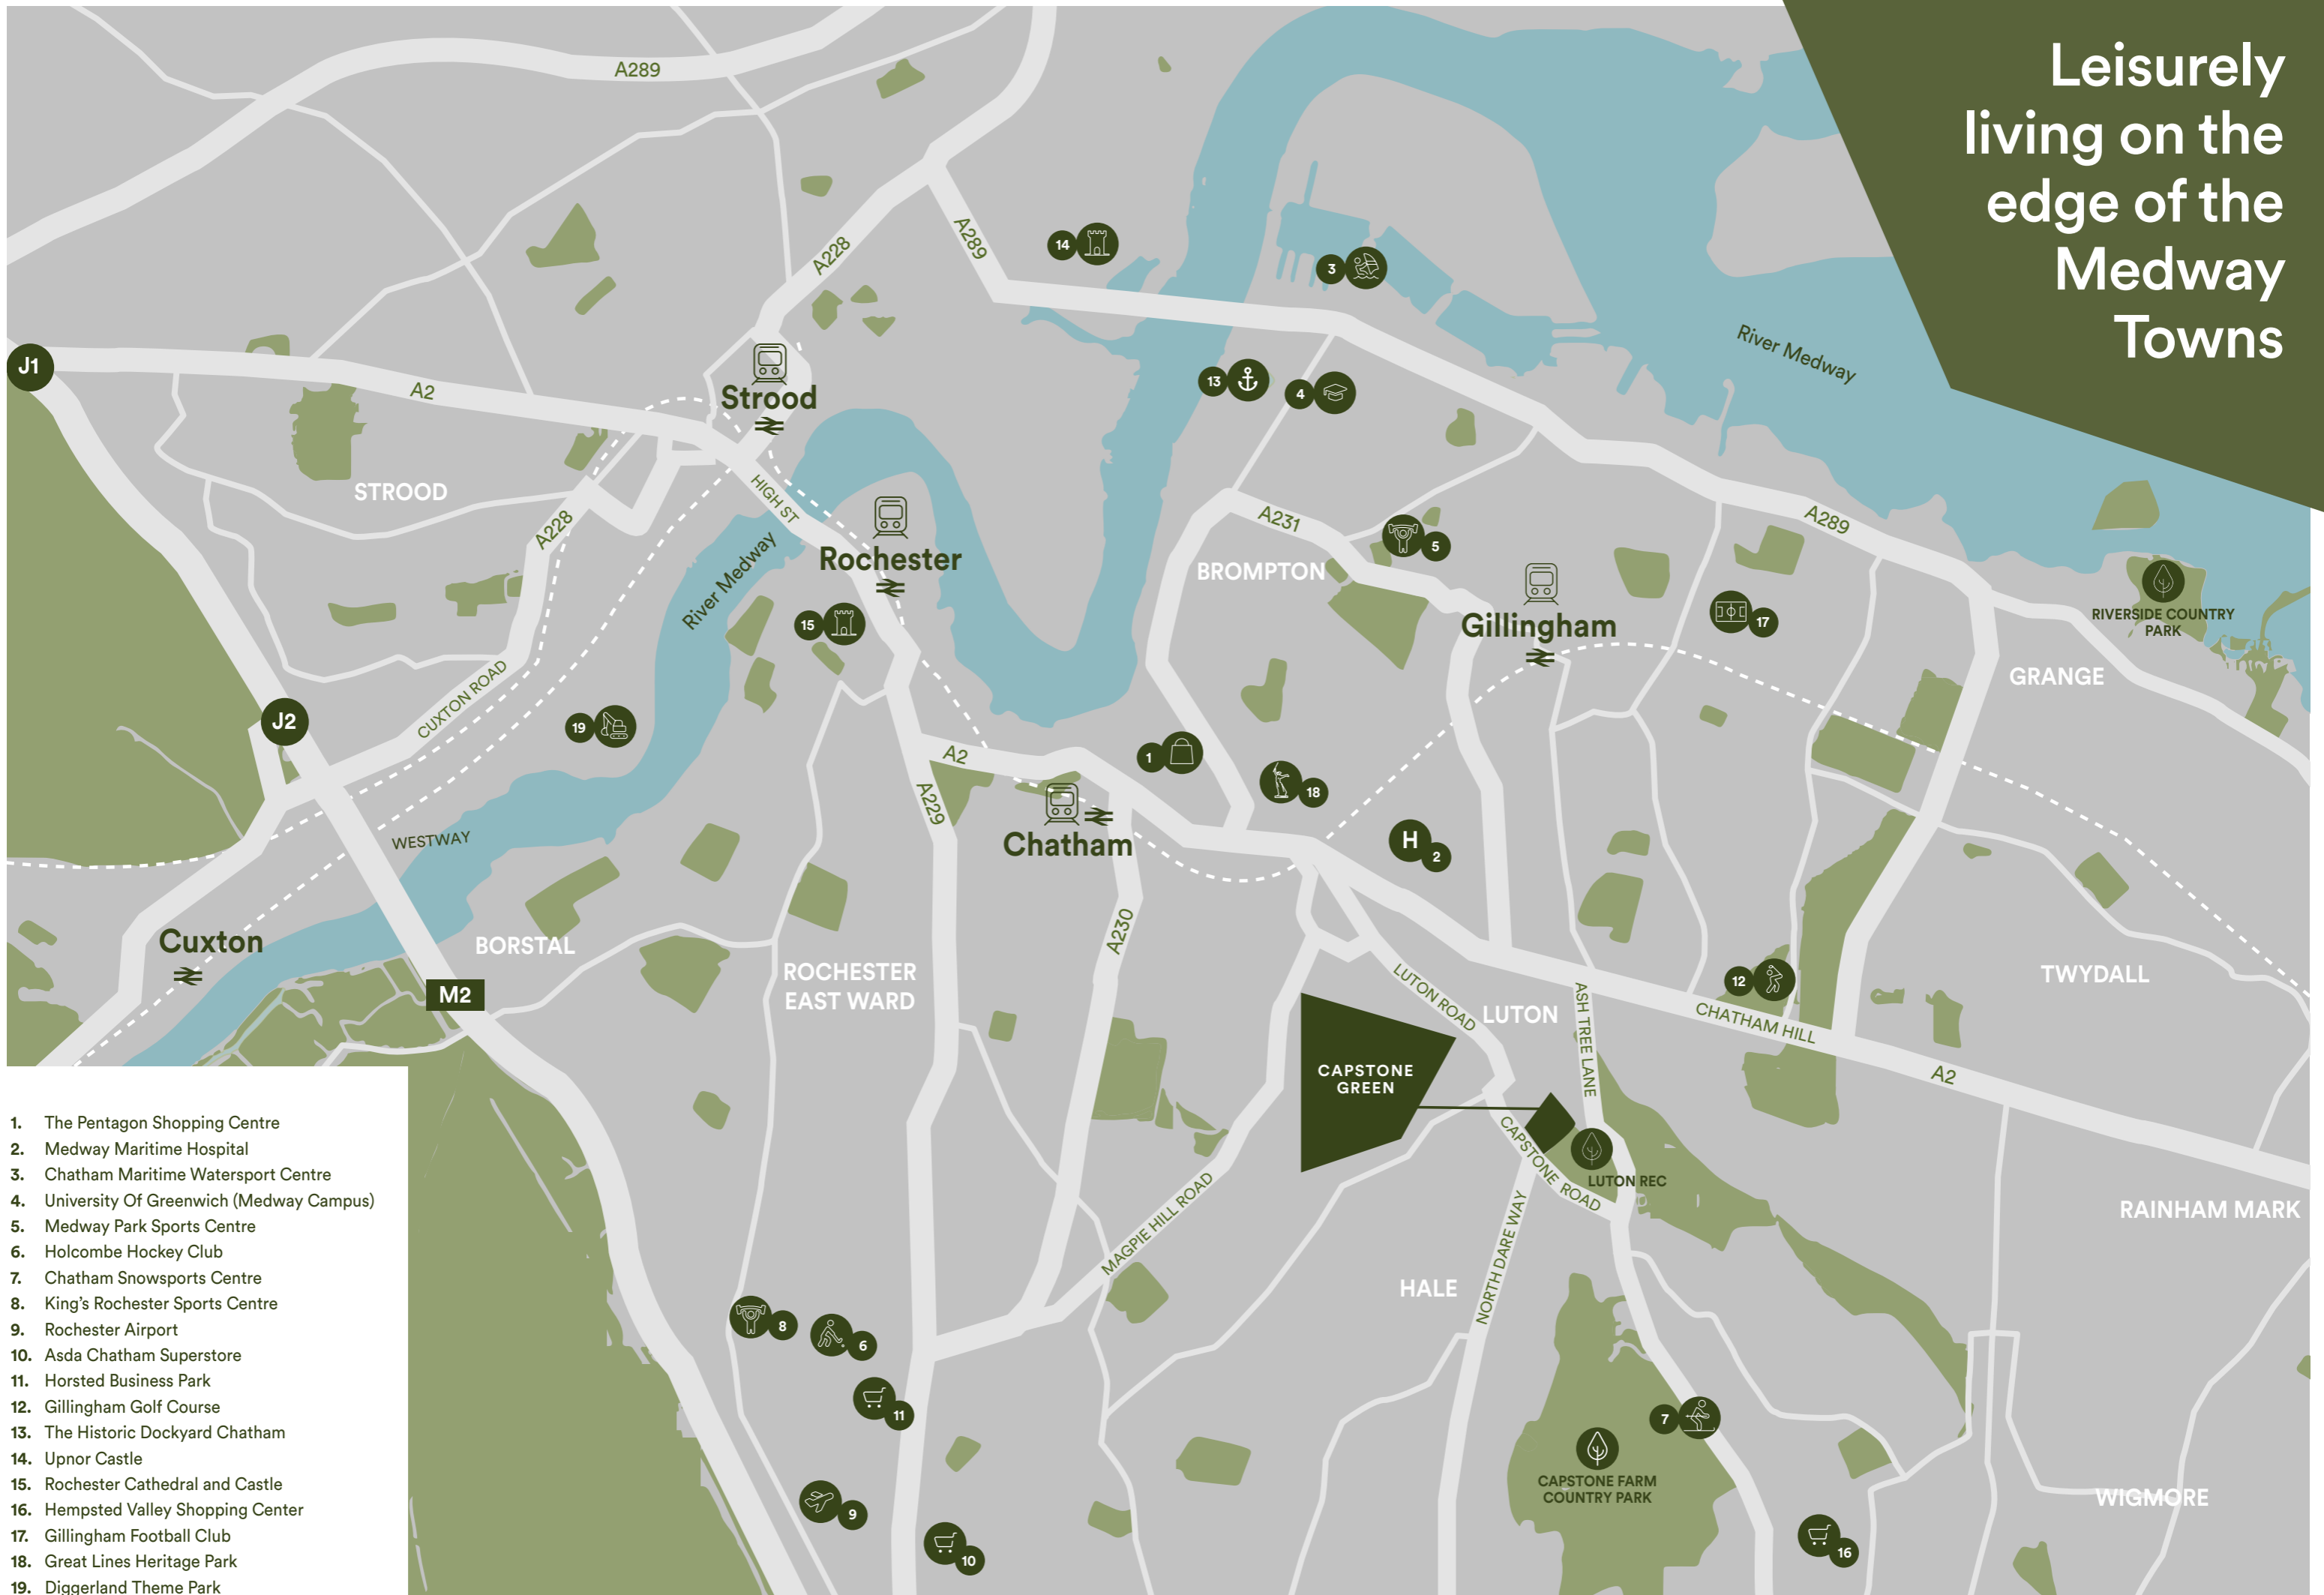 Leisurely
living on the
edge of the
Medway
Towns
A289
A228
A289
14
3
River Medway
J1
A2
Strood
13
4
STROOD
HIGH ST
A228
Rochester
A231
5
A289
BROMPTON
River Medway
15
Gillingham
17
RIVERSIDE COUNTRY
PARK
GRANGE
CUXTON ROAD
J2
19
A2
1
18
A229
WESTWAY
Chatham
H
2
Cuxton
BORSTAL
A230
M2
ROCHESTER
EAST WARD
LUTON ROAD
LUTON
ASH TREE LANE
12
CHATHAM HILL
TWYDALL
A2
CAPSTONE
GREEN
CAPSTONE ROAD
LUTON REC
MAGPIE HILL ROAD
NORTH DARE WAY
RAINHAM MARK
HALE
8
6
11
7
CAPSTONE FARM
COUNTRY PARK
WIGMORE
9
10
16
1. The Pentagon Shopping Centre
2. Medway Maritime Hospital
3. Chatham Maritime Watersport Centre
4. University Of Greenwich (Medway Campus)
5. Medway Park Sports Centre
6. Holcombe Hockey Club
7. Chatham Snowsports Centre
8. King's Rochester Sports Centre
9. Rochester Airport
10. Asda Chatham Superstore
11. Horsted Business Park
12. Gillingham Golf Course
13. The Historic Dockyard Chatham
14. Upnor Castle
15. Rochester Cathedral and Castle
16. Hempsted Valley Shopping Center
17. Gillingham Football Club
18. Great Lines Heritage Park
19. Diggerland Theme Park